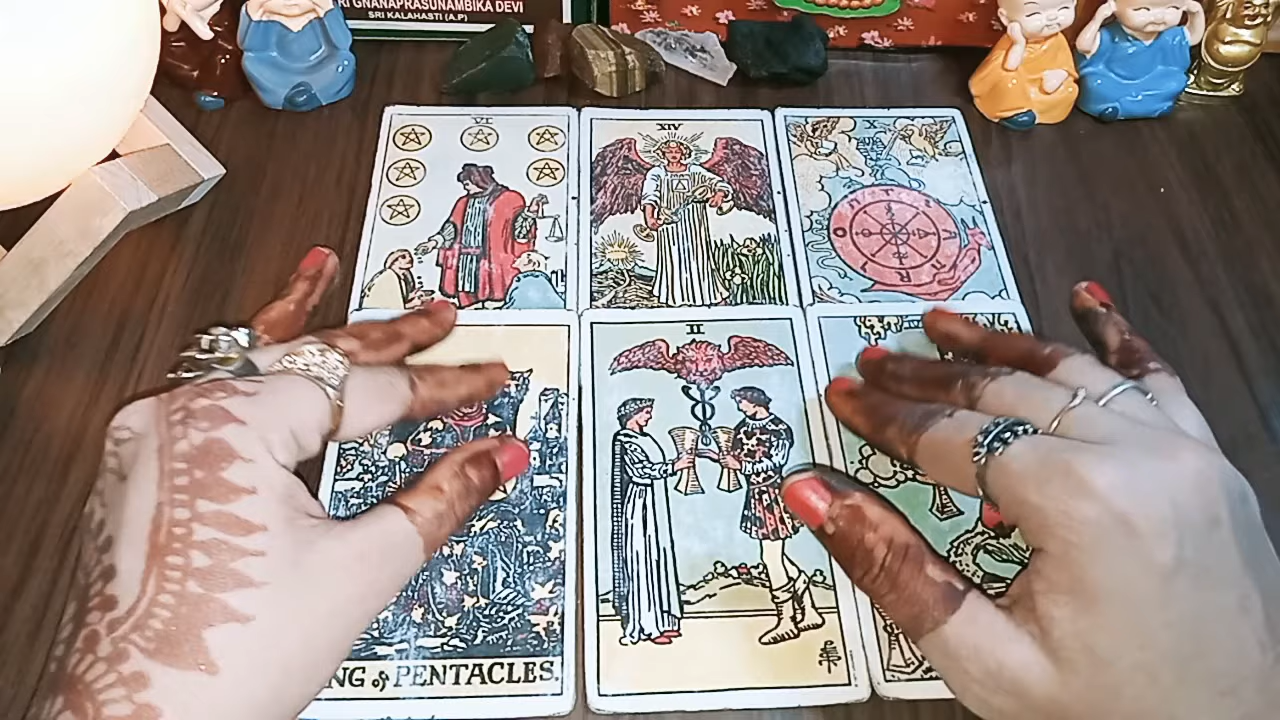 RI GNANAPRASUNAMBIKA DEVI
SRI KALAHASTI (A.P)
VI
XIV
X
II
NG of PENTACLES.